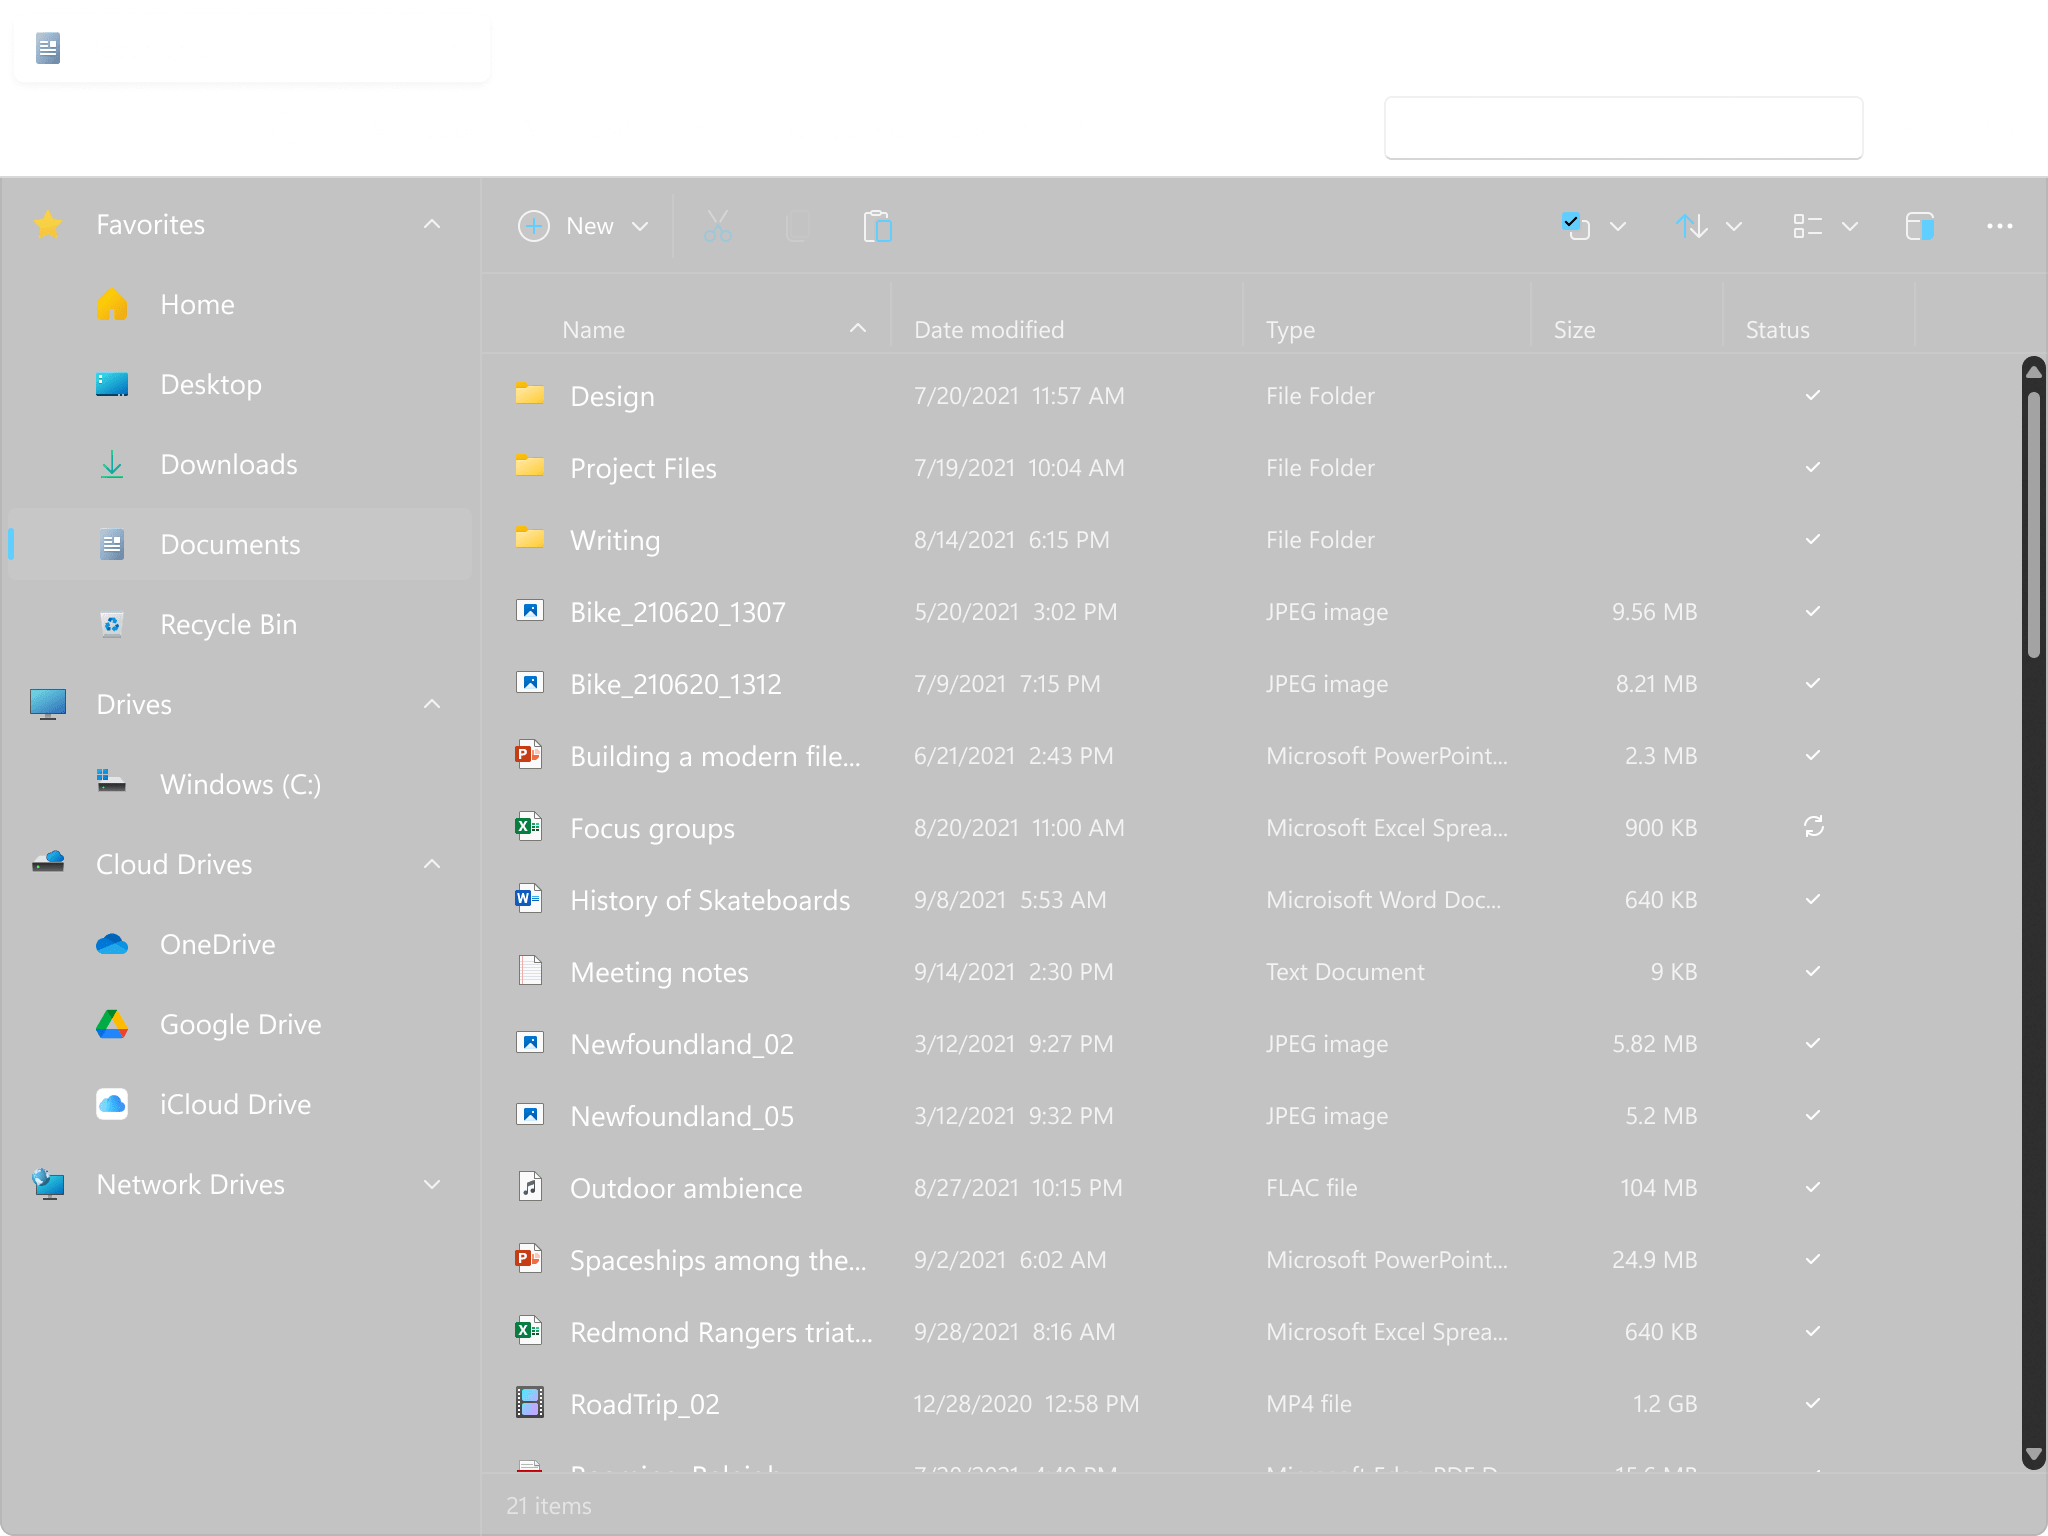 Favorites
Home
Desktop
Downloads
Documents
Recycle Bin
Drives
Windows (C:)
Cloud Drives
OneDrive
Google Drive
iCloud Drive
Network Drives
New
Name Date modified Type Size Status
Design 7/20/2021 11:57 AM File Folder
Project Files 7/19/2021 10:04 AM File Folder
Writing 8/14/2021 6:15 PM File Folder
Bike_210620_1307 5/20/2021 3:02 PM JPEG image 9.56 MB
Bike_210620_1312 7/9/2021 7:15 PM JPEG image 8.21 MB
Building a modern file... 6/21/2021 2:43 PM Microsoft PowerPoint... 2.3 MB
Focus groups 8/20/2021 11:00 AM Microsoft Excel Sprea... 900 KB
History of Skateboards 9/8/2021 5:53 AM Microisoft Word Doc... 640 KB
Meeting notes 9/14/2021 2:30 PM Text Document 9 KB
Newfoundland_02 3/12/2021 9:27 PM JPEG image 5.82 MB
Newfoundland_05 3/12/2021 9:32 PM JPEG image 5.2 MB
Outdoor ambience 8/27/2021 10:15 PM FLAC file 104 MB
Spaceships among the... 9/2/2021 6:02 AM Microsoft PowerPoint... 24.9 MB
Redmond Rangers triat... 9/28/2021 8:16 AM Microsoft Excel Sprea... 640 KB
RoadTrip_02 12/28/2020 12:58 PM MP4 file 1.2 GB
21 items